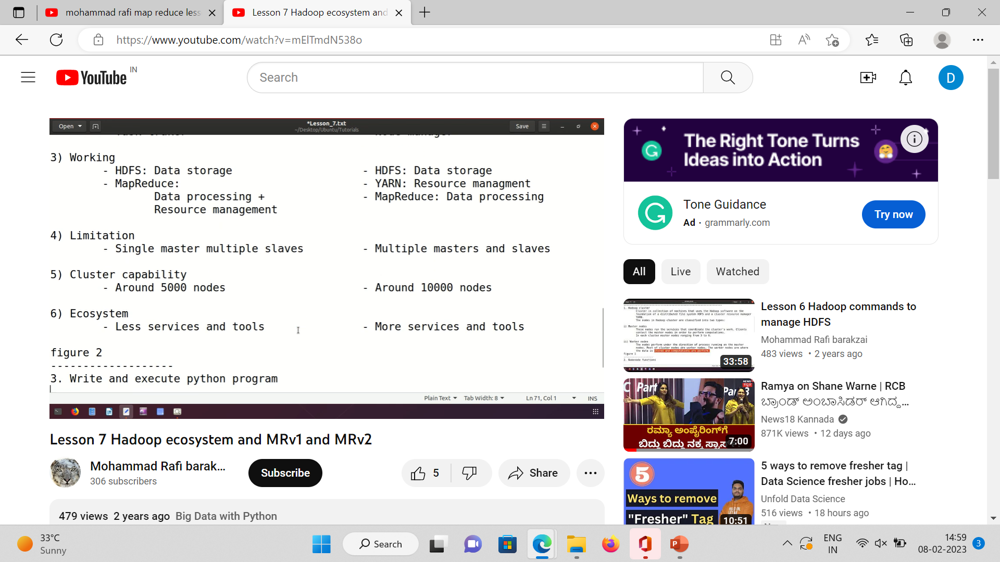 mohammad rafi map reduce less
Lesson 7 Hadoop ecosystem and
https://www.youtube.com/watch?v=mElTmdN538o
YouTube IN
Search
D
Open
*Lesson_7.txt
~/Desktop/Ubuntu/Tutorials
Save
3) Working
- HDFS: Data storage - HDFS: Data storage
- MapReduce: - YARN: Resource managment
Data processing + - MapReduce: Data processing
Resource management
4) Limitation
- Single master multiple slaves - Multiple masters and slaves
5) Cluster capability
- Around 5000 nodes - Around 10000 nodes
6) Ecosystem
- Less services and tools - More services and tools
figure 2
-------------------
3. Write and execute python program
Plain Text Tab Width: 8 Ln 71, Col 1 INS
Lesson 7 Hadoop ecosystem and MRv1 and MRv2
Mohammad Rafi barak...
306 subscribers
Subscribe
5
Share
479 views 2 years ago Big Data with Python
The Right Tone Turns
Ideas into Action
Tone Guidance
Ad · grammarly.com
Try now
All Live Watched
33:58
Lesson 6 Hadoop commands to
manage HDFS
Mohammad Rafi barakzai
483 views • 2 years ago
ರಮ್ಯಾ ಅಂಪೈರಿಂಗ್‌ಗೆ
7:00
Ramya on Shane Warne | RCB
ಬ್ರಾಂಡ್ ಅಂಬಾಸಿಡರ್ ಆಗಿದ್ದ...
News18 Kannada
871K views • 12 days ago
5
Ways to remove
"Fresher" Tag
10:51
5 ways to remove fresher tag |
Data Science fresher jobs | Ho...
Unfold Data Science
516 views • 18 hours ago
33°C
Sunny
Search
ENG
IN
14:59
08-02-2023
3